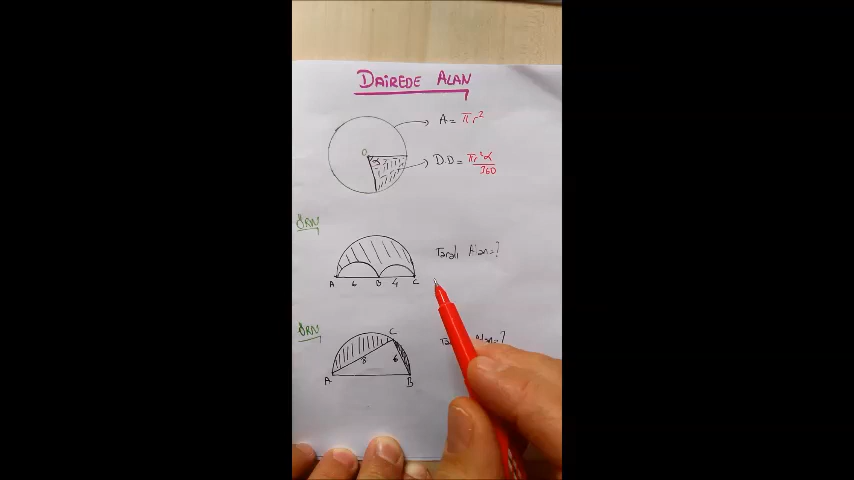 DAİREDE ALAN
A = πr²
O
α
D.D = πr²α/360
ÖRN
Taralı Alan=?
A 6 B 4 C
ÖRN
C
8 6
A B